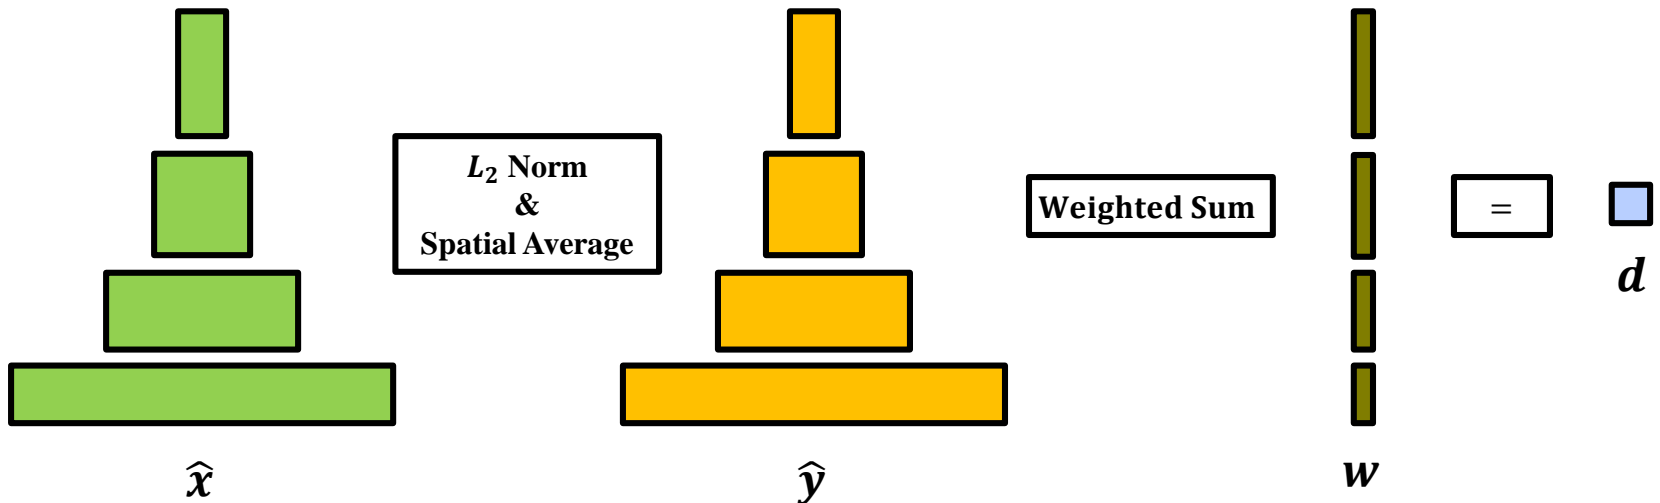 L₂ Norm
&
Spatial Average
Weighted Sum
=
d
x̂
ŷ
w